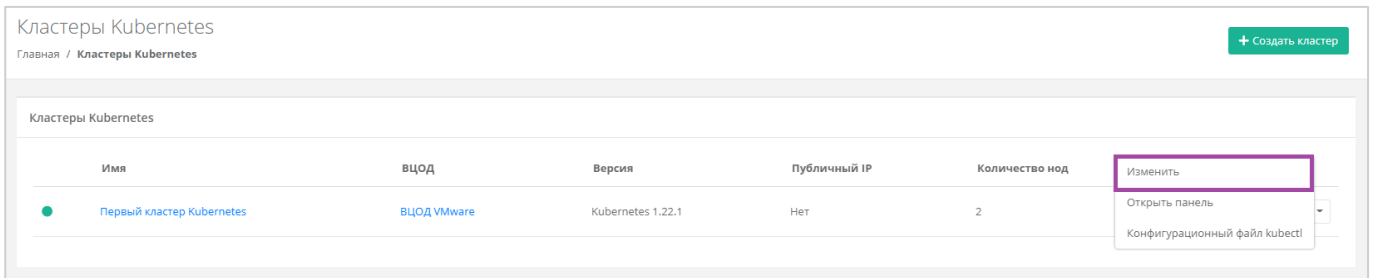 Кластеры Kubernetes
Главная / Кластеры Kubernetes
+ Создать кластер
Кластеры Kubernetes
Имя ВЦОД Версия Публичный IP Количество нод
Первый кластер Kubernetes ВЦОД VMware Kubernetes 1.22.1 Нет 2
Изменить
Открыть панель
Конфигурационный файл kubectl